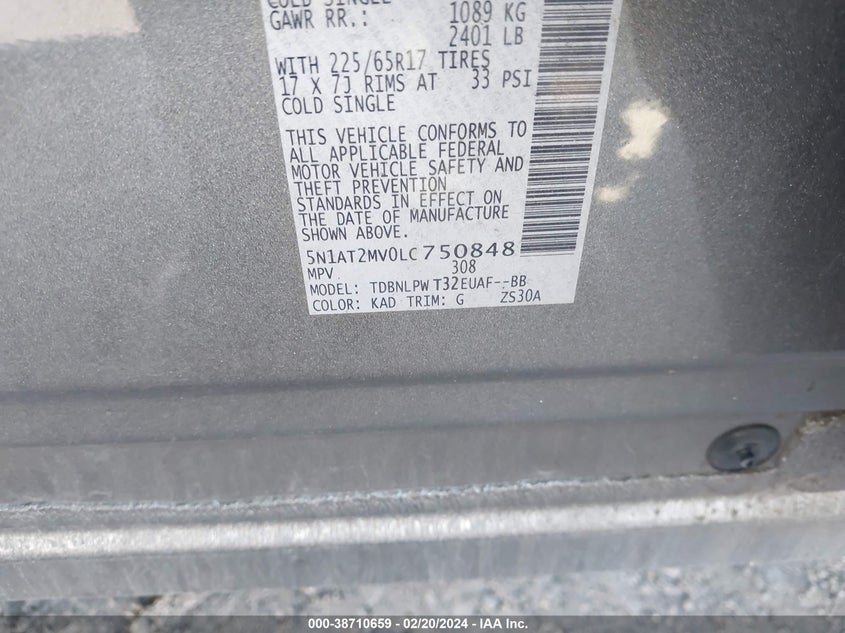 COLD SINGLE
GAWR RR.: 1089 KG
2401 LB
WITH 225/65R17 TIRES
17 X 7J RIMS AT 33 PSI
COLD SINGLE
THIS VEHICLE CONFORMS TO
ALL APPLICABLE FEDERAL
MOTOR VEHICLE SAFETY AND
THEFT PREVENTION
STANDARDS IN EFFECT ON
THE DATE OF MANUFACTURE
SHOWN ABOVE.
5N1AT2MV0LC750848
MPV 308
MODEL: TDBNLPW T32EUAF--BB
COLOR: KAD TRIM: G ZS30A
000-38710659 – 02/20/2024 – IAA Inc.